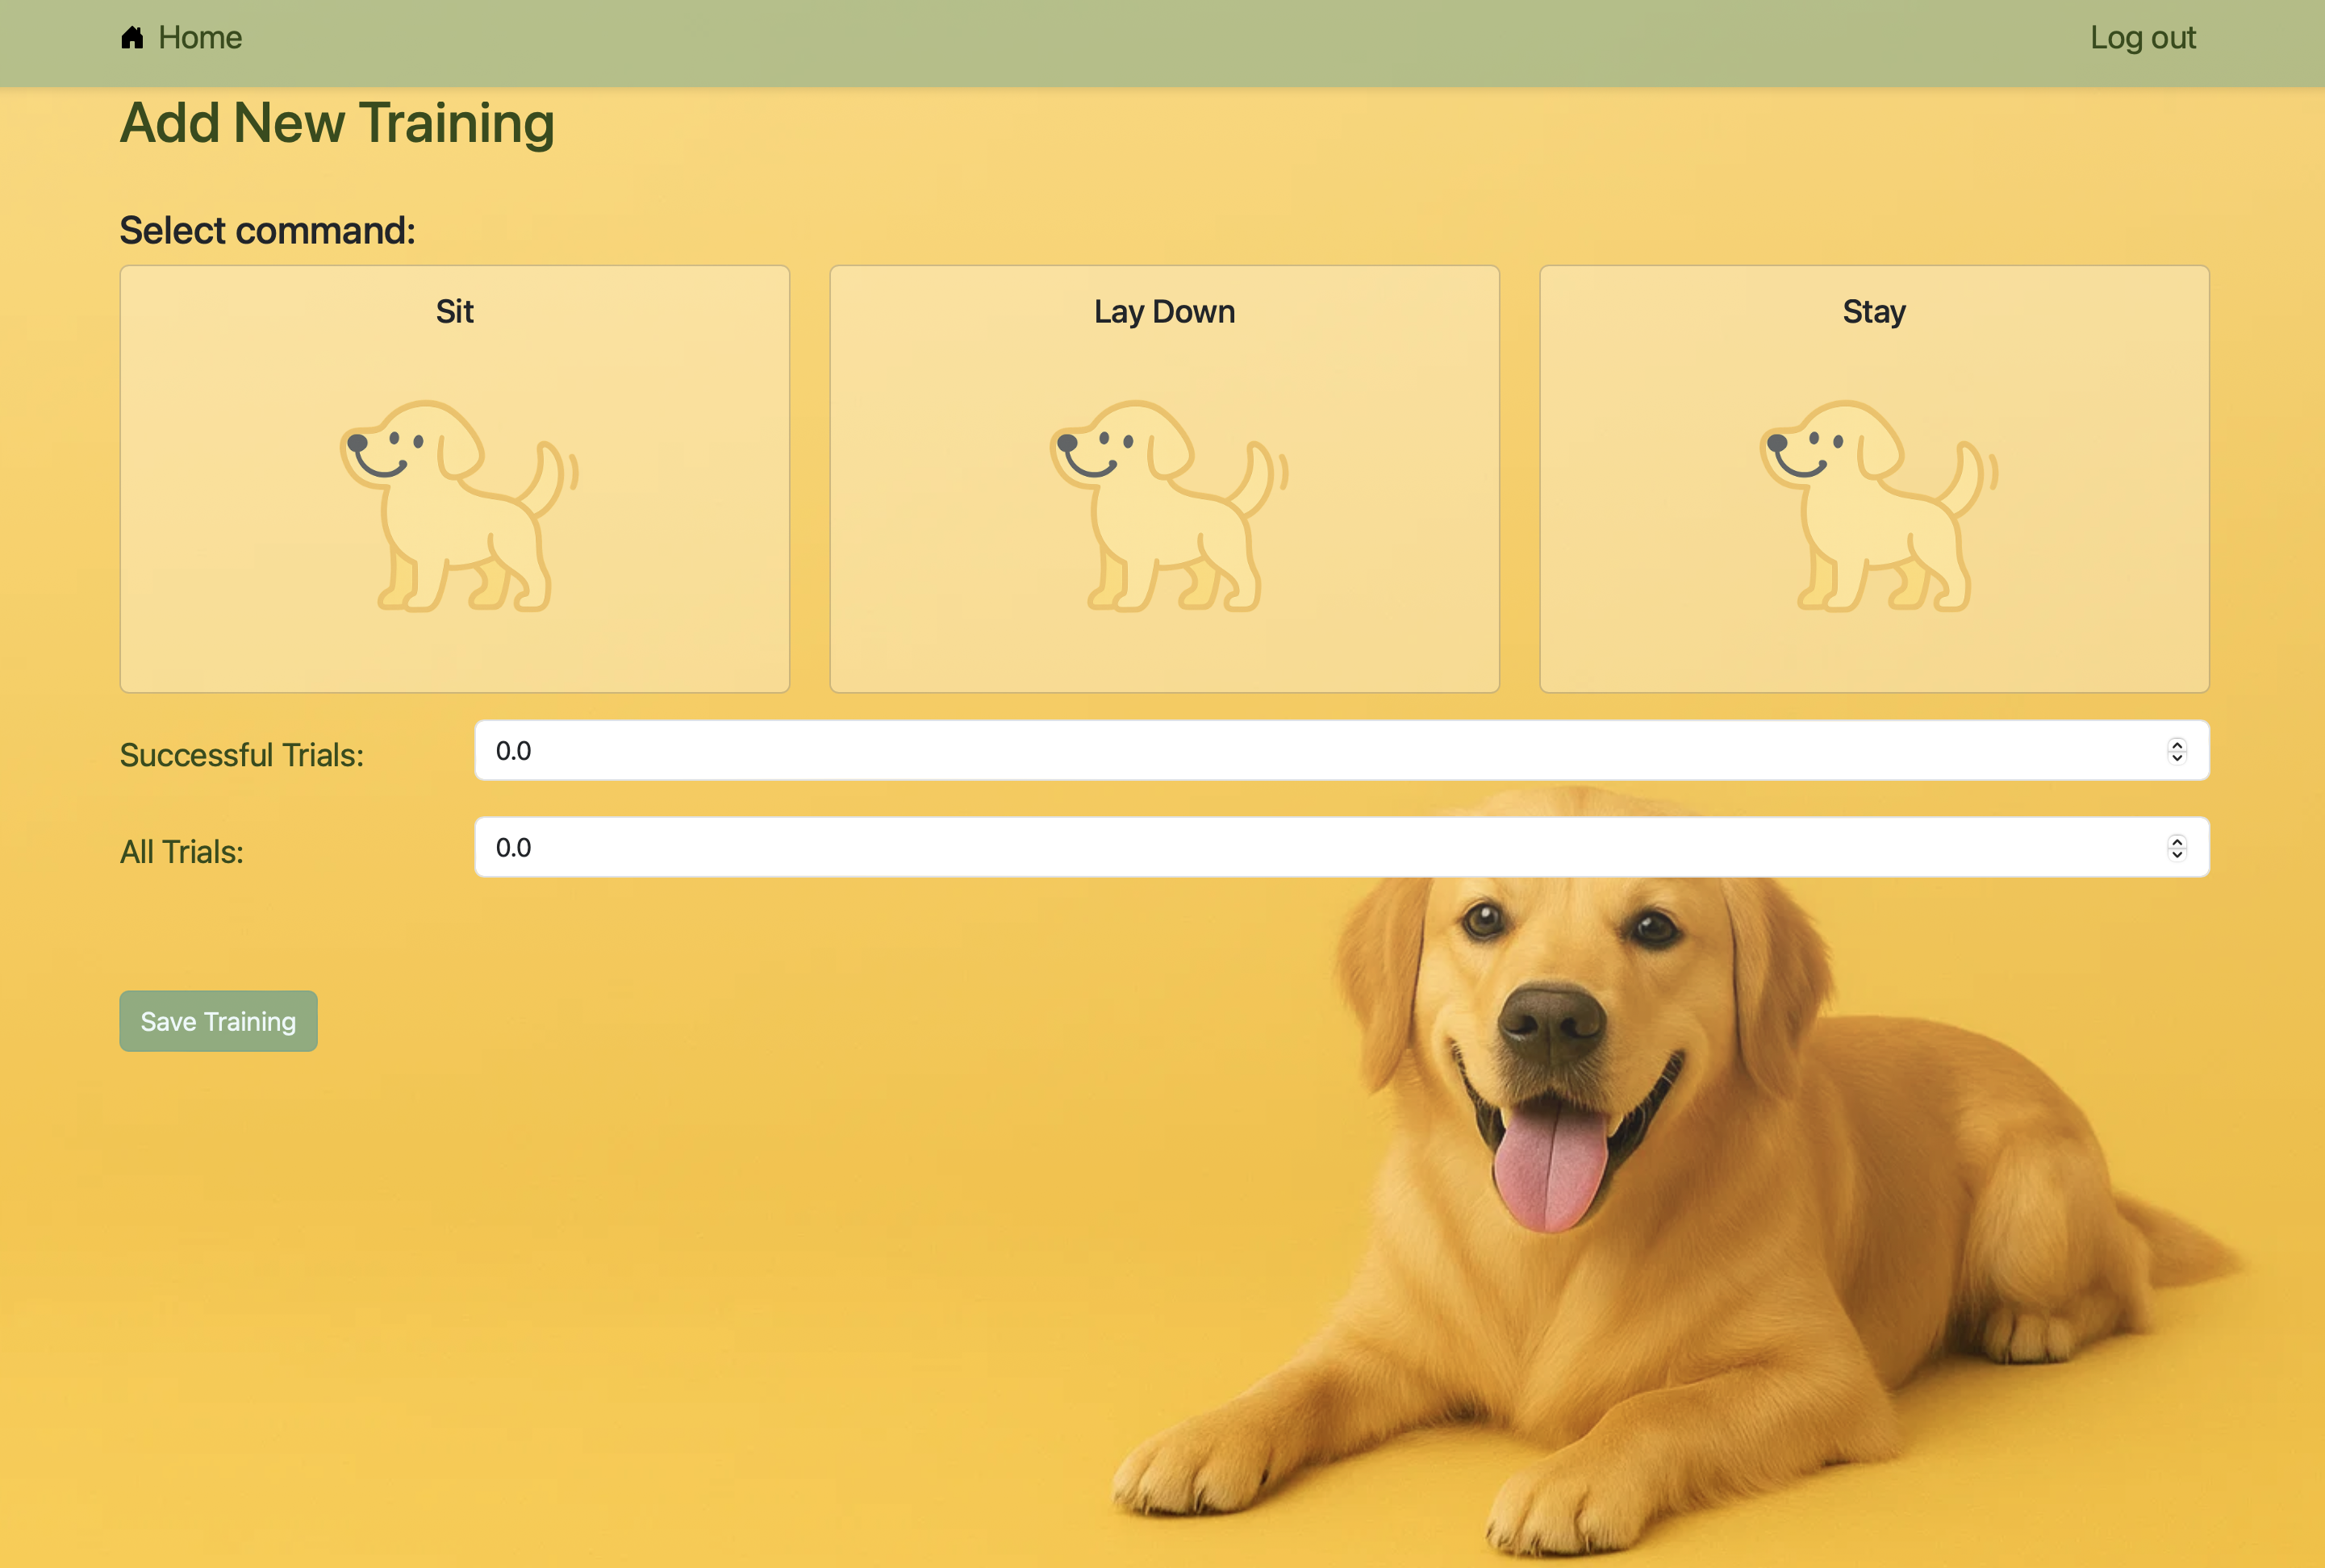 Home
Log out
Add New Training
Select command:
Sit
Lay Down
Stay
Successful Trials:
0.0
All Trials:
0.0
Save Training